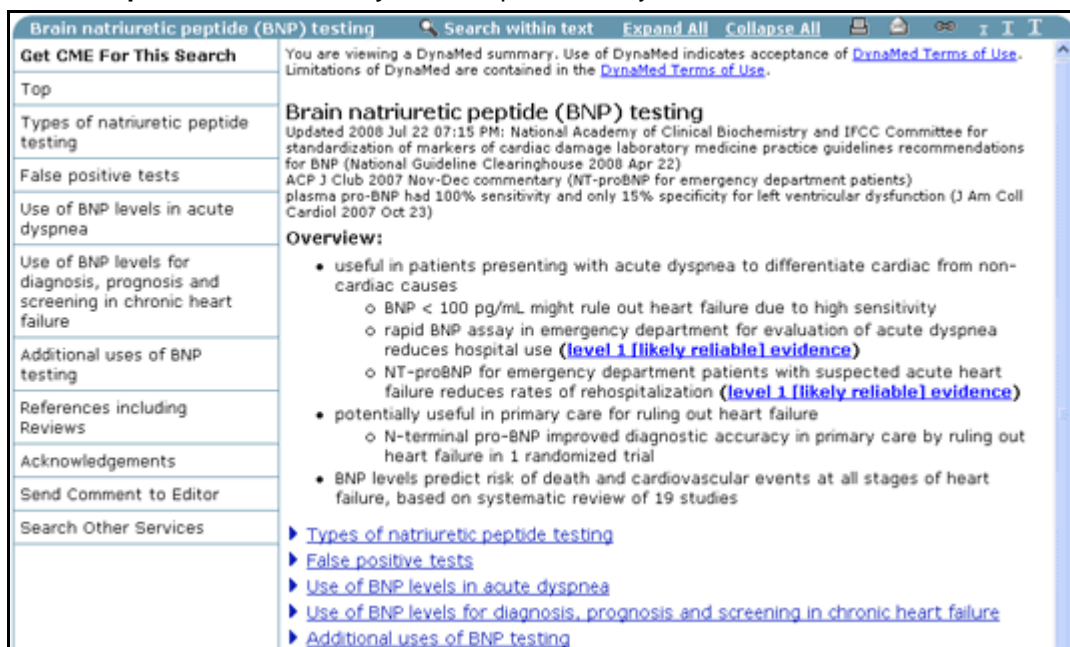 Brain natriuretic peptide (BNP) testing Search within text Expand All Collapse All T T T
Get CME For This Search
Top
Types of natriuretic peptide
testing
False positive tests
Use of BNP levels in acute
dyspnea
Use of BNP levels for
diagnosis, prognosis and
screening in chronic heart
failure
Additional uses of BNP
testing
References including
Reviews
Acknowledgements
Send Comment to Editor
Search Other Services
You are viewing a DynaMed summary. Use of DynaMed indicates acceptance of DynaMed Terms of Use.
Limitations of DynaMed are contained in the DynaMed Terms of Use.
Brain natriuretic peptide (BNP) testing
Updated 2008 Jul 22 07:15 PM: National Academy of Clinical Biochemistry and IFCC Committee for
standardization of markers of cardiac damage laboratory medicine practice guidelines recommendations
for BNP (National Guideline Clearinghouse 2008 Apr 22)
ACP J Club 2007 Nov-Dec commentary (NT-proBNP for emergency department patients)
plasma pro-BNP had 100% sensitivity and only 15% specificity for left ventricular dysfunction (J Am Coll
Cardiol 2007 Oct 23)
Overview:
• useful in patients presenting with acute dyspnea to differentiate cardiac from non-
cardiac causes
o BNP < 100 pg/mL might rule out heart failure due to high sensitivity
o rapid BNP assay in emergency department for evaluation of acute dyspnea
reduces hospital use (level 1 [likely reliable] evidence)
o NT-proBNP for emergency department patients with suspected acute heart
failure reduces rates of rehospitalization (level 1 [likely reliable] evidence)
• potentially useful in primary care for ruling out heart failure
o N-terminal pro-BNP improved diagnostic accuracy in primary care by ruling out
heart failure in 1 randomized trial
• BNP levels predict risk of death and cardiovascular events at all stages of heart
failure, based on systematic review of 19 studies
Types of natriuretic peptide testing
False positive tests
Use of BNP levels in acute dyspnea
Use of BNP levels for diagnosis, prognosis and screening in chronic heart failure
Additional uses of BNP testing